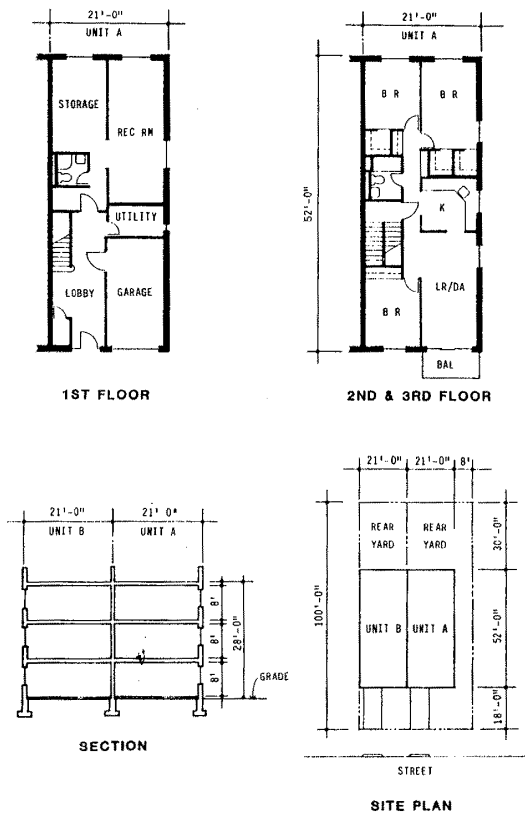 21'-0"
UNIT A
STORAGE
REC RM
UTILITY
LOBBY
GARAGE
1ST FLOOR
21'-0"
UNIT A
B R
B R
52'-0"
K
LR/DA
B R
BAL
2ND & 3RD FLOOR
21'-0"
21'0"
UNIT B
UNIT A
8'
8'
8'
28'-0"
GRADE
SECTION
21'-0"
21'-0"
8'
REAR
YARD
REAR
YARD
30'-0"
100'-0"
UNIT B
UNIT A
52'-0"
18'-0"
STREET
SITE PLAN